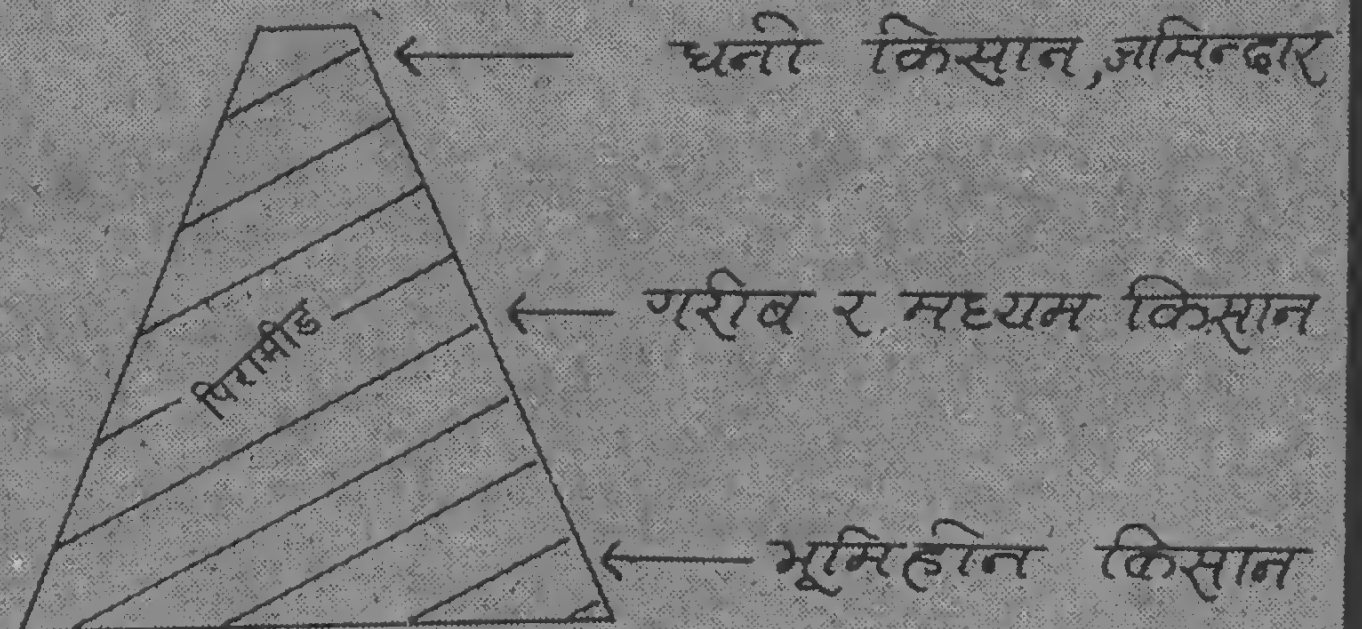 धनी किसान, जमिन्दार
पिरामीड
गरीब र मध्यम किसान
भूमिहीन किसान